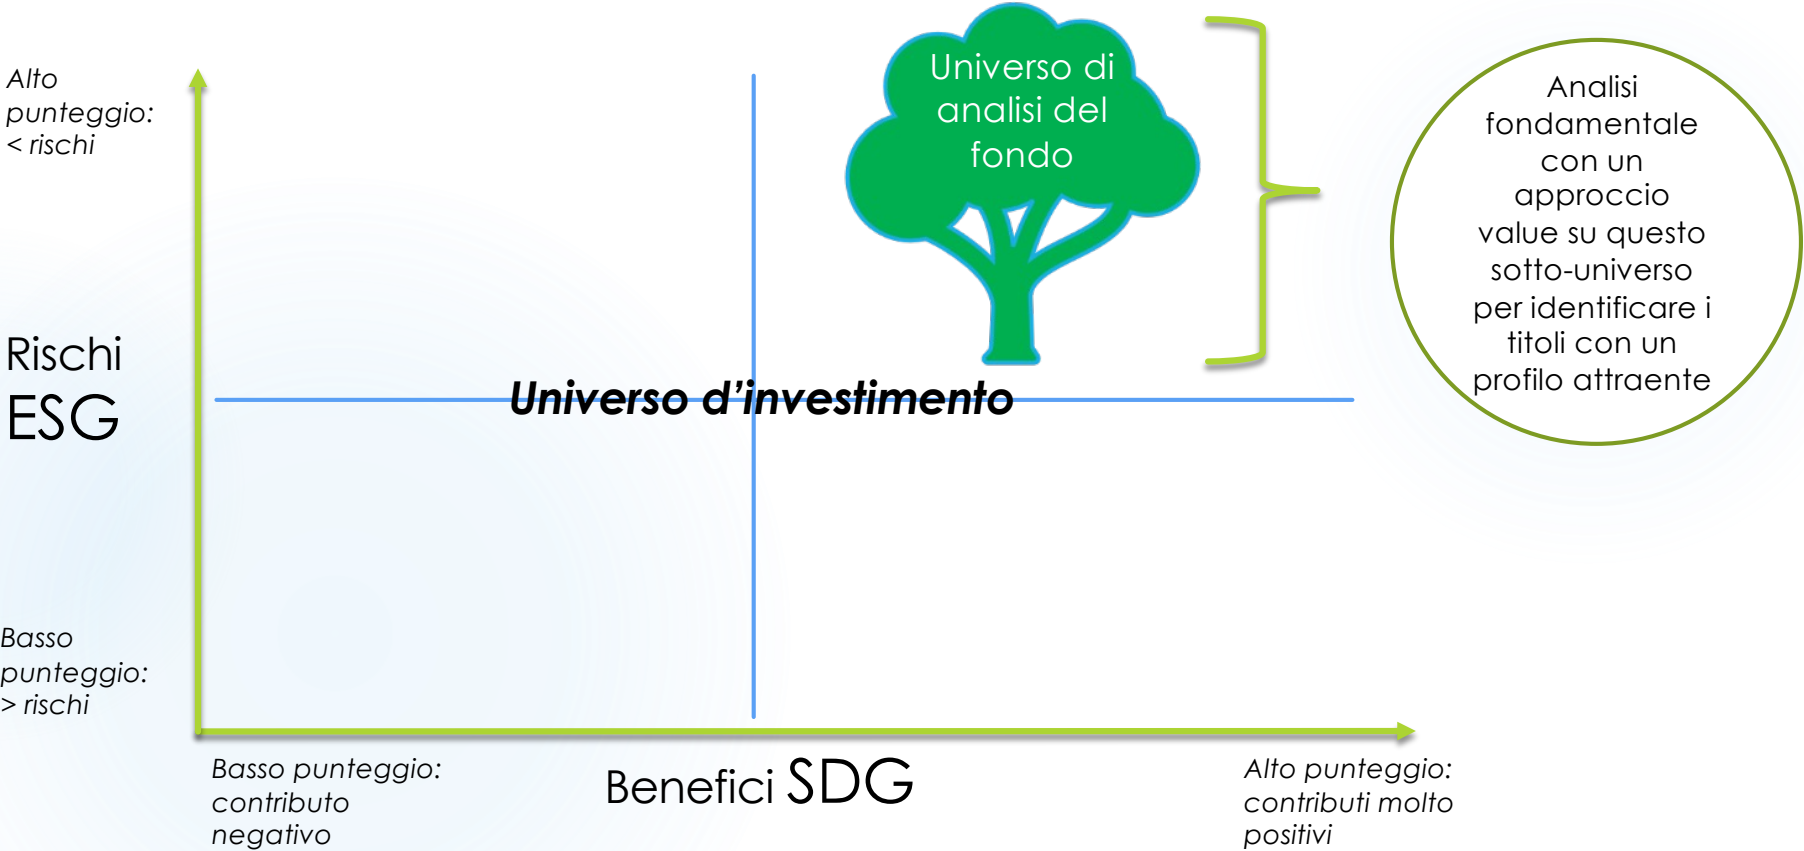 Alto
punteggio:
< rischi
Universo di
analisi del
fondo
Analisi
fondamentale
con un
approccio
value su questo
sotto-universo
per identificare i
titoli con un
profilo attraente
Rischi
ESG
Universo d’investimento
Basso
punteggio:
> rischi
Basso punteggio:
contributo
negativo
Benefici SDG
Alto punteggio:
contributi molto
positivi